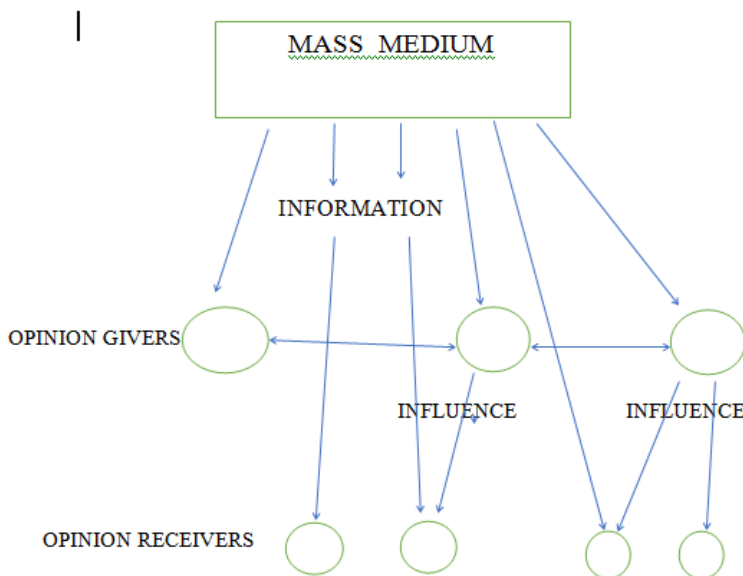 MASS MEDIUM
INFORMATION
OPINION GIVERS
INFLUENCE
INFLUENCE
OPINION RECEIVERS